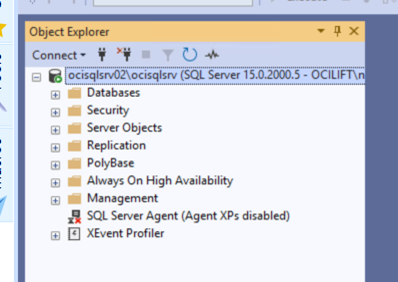 Object Explorer
Connect
ocisqlsrv02\ocisqlsrv (SQL Server 15.0.2000.5 - OCILIFT\n
Databases
Security
Server Objects
Replication
PolyBase
Always On High Availability
Management
SQL Server Agent (Agent XPs disabled)
XEvent Profiler